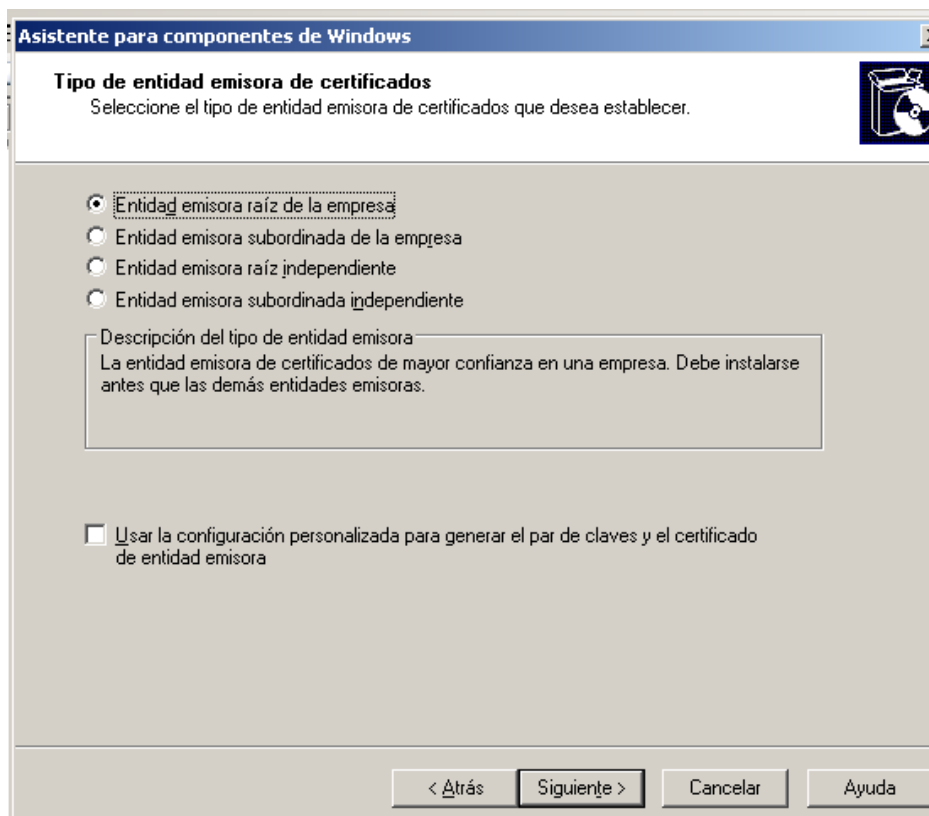 Asistente para componentes de Windows
Tipo de entidad emisora de certificados
Seleccione el tipo de entidad emisora de certificados que desea establecer.
Entidad emisora raíz de la empresa
Entidad emisora subordinada de la empresa
Entidad emisora raíz independiente
Entidad emisora subordinada independiente
Descripción del tipo de entidad emisora
La entidad emisora de certificados de mayor confianza en una empresa. Debe instalarse
antes que las demás entidades emisoras.
Usar la configuración personalizada para generar el par de claves y el certificado
de entidad emisora
< Atrás
Siguiente >
Cancelar
Ayuda